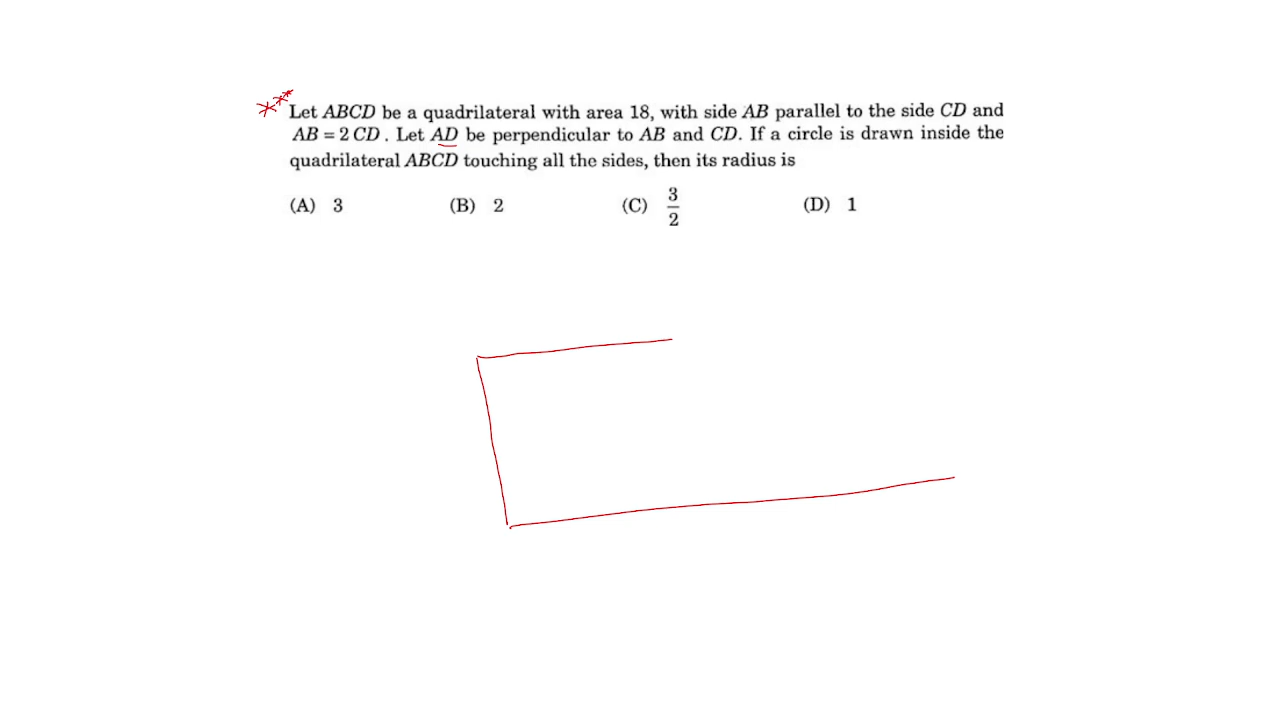 Let ABCD be a quadrilateral with area 18, with side AB parallel to the side CD and
AB = 2 CD . Let AD be perpendicular to AB and CD. If a circle is drawn inside the
quadrilateral ABCD touching all the sides, then its radius is
(A) 3 (B) 2 (C) 3/2 (D) 1